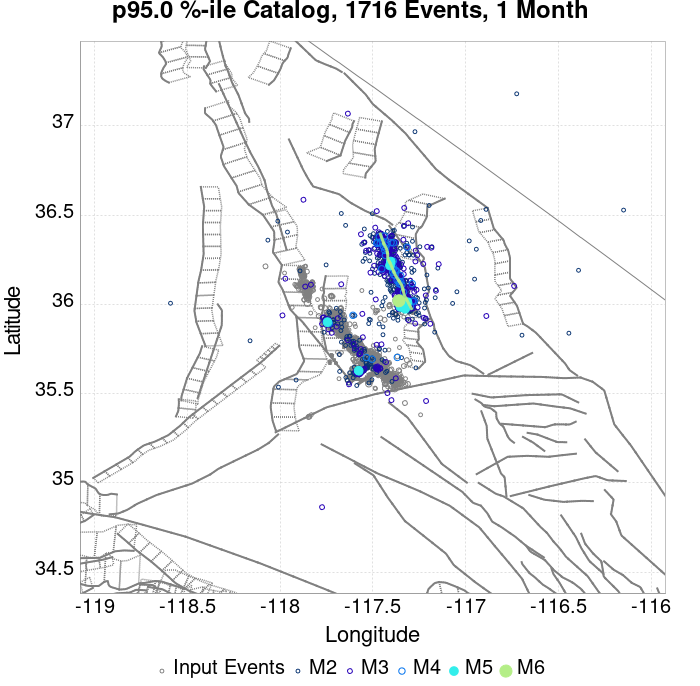 p95.0 %-ile Catalog, 1716 Events, 1 Month
37
36.5
36
35.5
35
34.5
Latitude
-119
-118.5
-118
-117.5
-117
-116.5
-116
Longitude
Input Events
M2
M3
M4
M5
M6